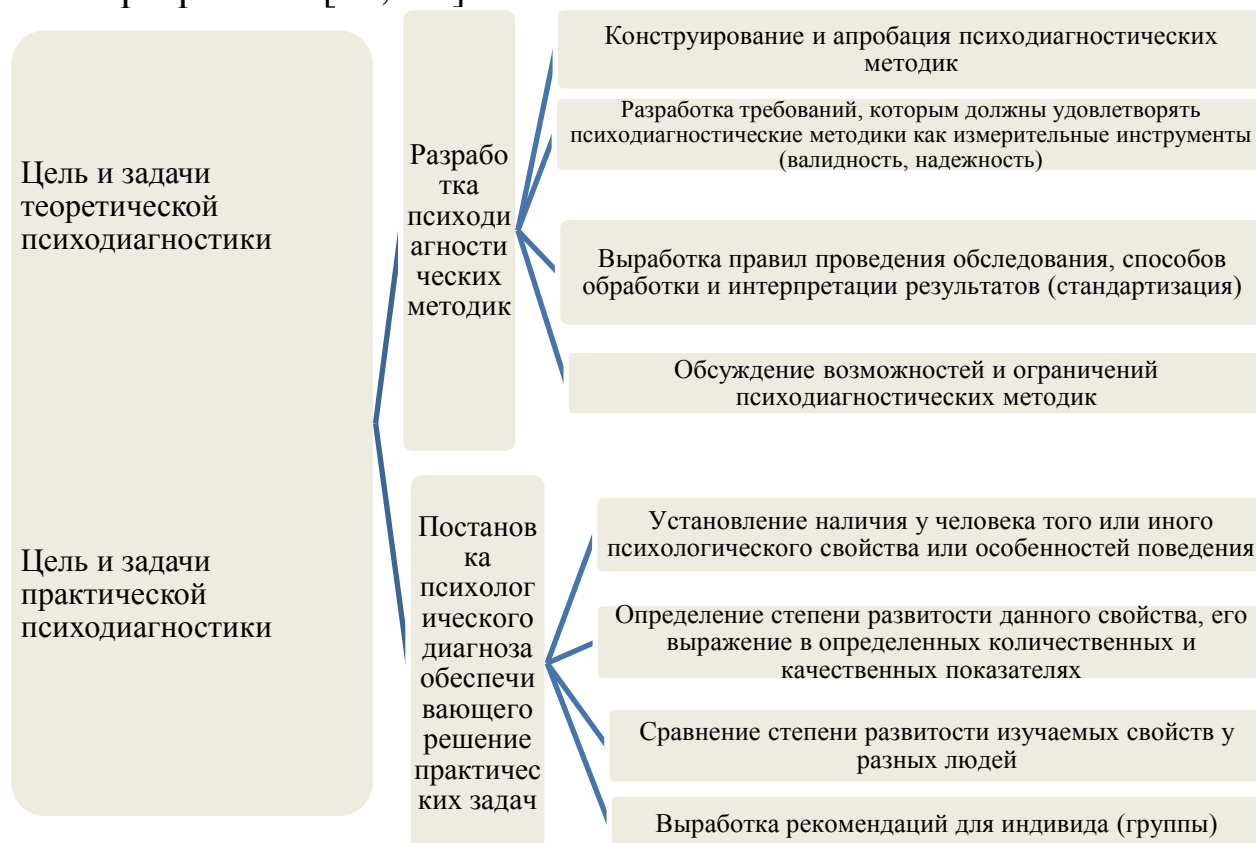 Цель и задачи
теоретической
психодиагностики
Цель и задачи
практической
психодиагностики
Разрабо
тка
психоди
агности
ческих
методик
Конструирование и апробация психодиагностических
методик
Разработка требований, которым должны удовлетворять
психодиагностические методики как измерительные инструменты
(валидность, надежность)
Выработка правил проведения обследования, способов
обработки и интерпретации результатов (стандартизация)
Обсуждение возможностей и ограничений
психодиагностических методик
Постанов
ка
психолог
ического
диагноза
обеспечи
вающего
решение
практичес
ких задач
Установление наличия у человека того или иного
психологического свойства или особенностей поведения
Определение степени развитости данного свойства, его
выражение в определенных количественных и
качественных показателях
Сравнение степени развитости изучаемых свойств у
разных людей
Выработка рекомендаций для индивида (группы)